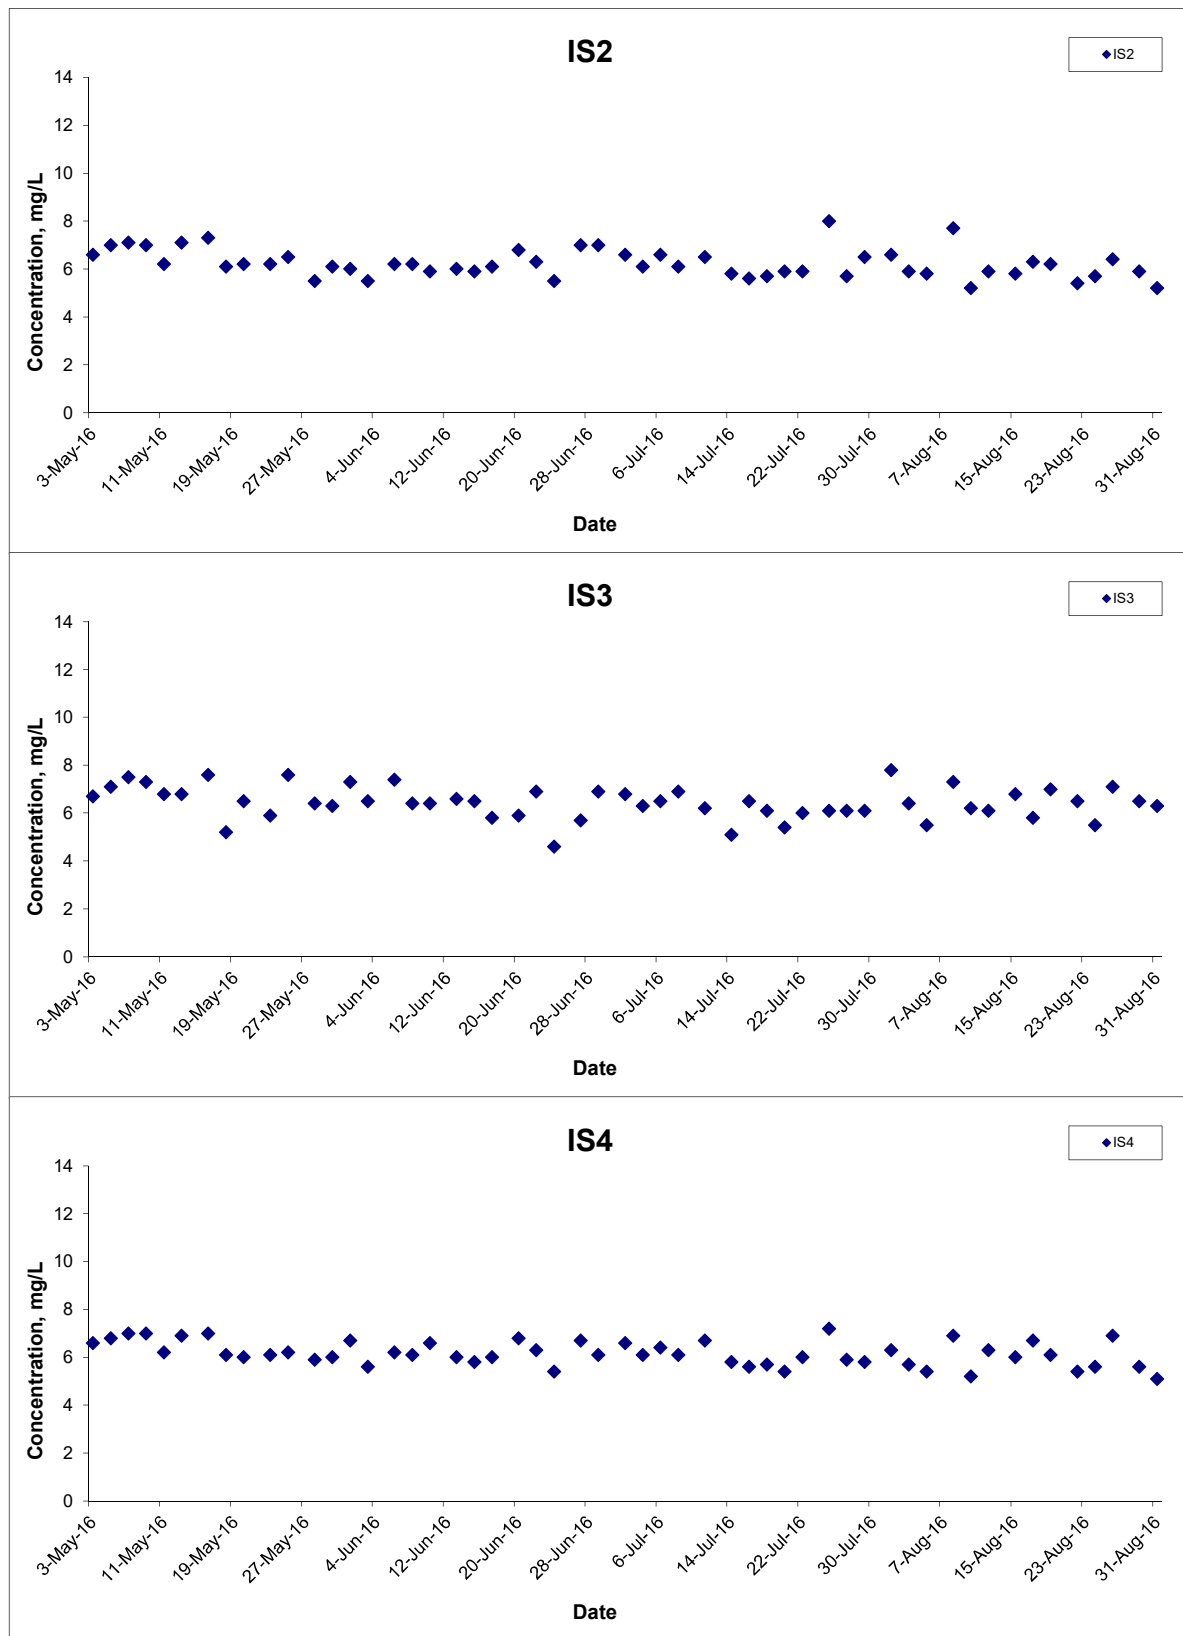 IS2
IS2
14
12
10
8
6
4
2
0
Concentration, mg/L
3-May-16
11-May-16
19-May-16
27-May-16
4-Jun-16
12-Jun-16
20-Jun-16
28-Jun-16
6-Jul-16
14-Jul-16
22-Jul-16
30-Jul-16
7-Aug-16
15-Aug-16
23-Aug-16
31-Aug-16
Date
IS3
IS3
14
12
10
8
6
4
2
0
Concentration, mg/L
3-May-16
11-May-16
19-May-16
27-May-16
4-Jun-16
12-Jun-16
20-Jun-16
28-Jun-16
6-Jul-16
14-Jul-16
22-Jul-16
30-Jul-16
7-Aug-16
15-Aug-16
23-Aug-16
31-Aug-16
Date
IS4
IS4
14
12
10
8
6
4
2
0
Concentration, mg/L
3-May-16
11-May-16
19-May-16
27-May-16
4-Jun-16
12-Jun-16
20-Jun-16
28-Jun-16
6-Jul-16
14-Jul-16
22-Jul-16
30-Jul-16
7-Aug-16
15-Aug-16
23-Aug-16
31-Aug-16
Date